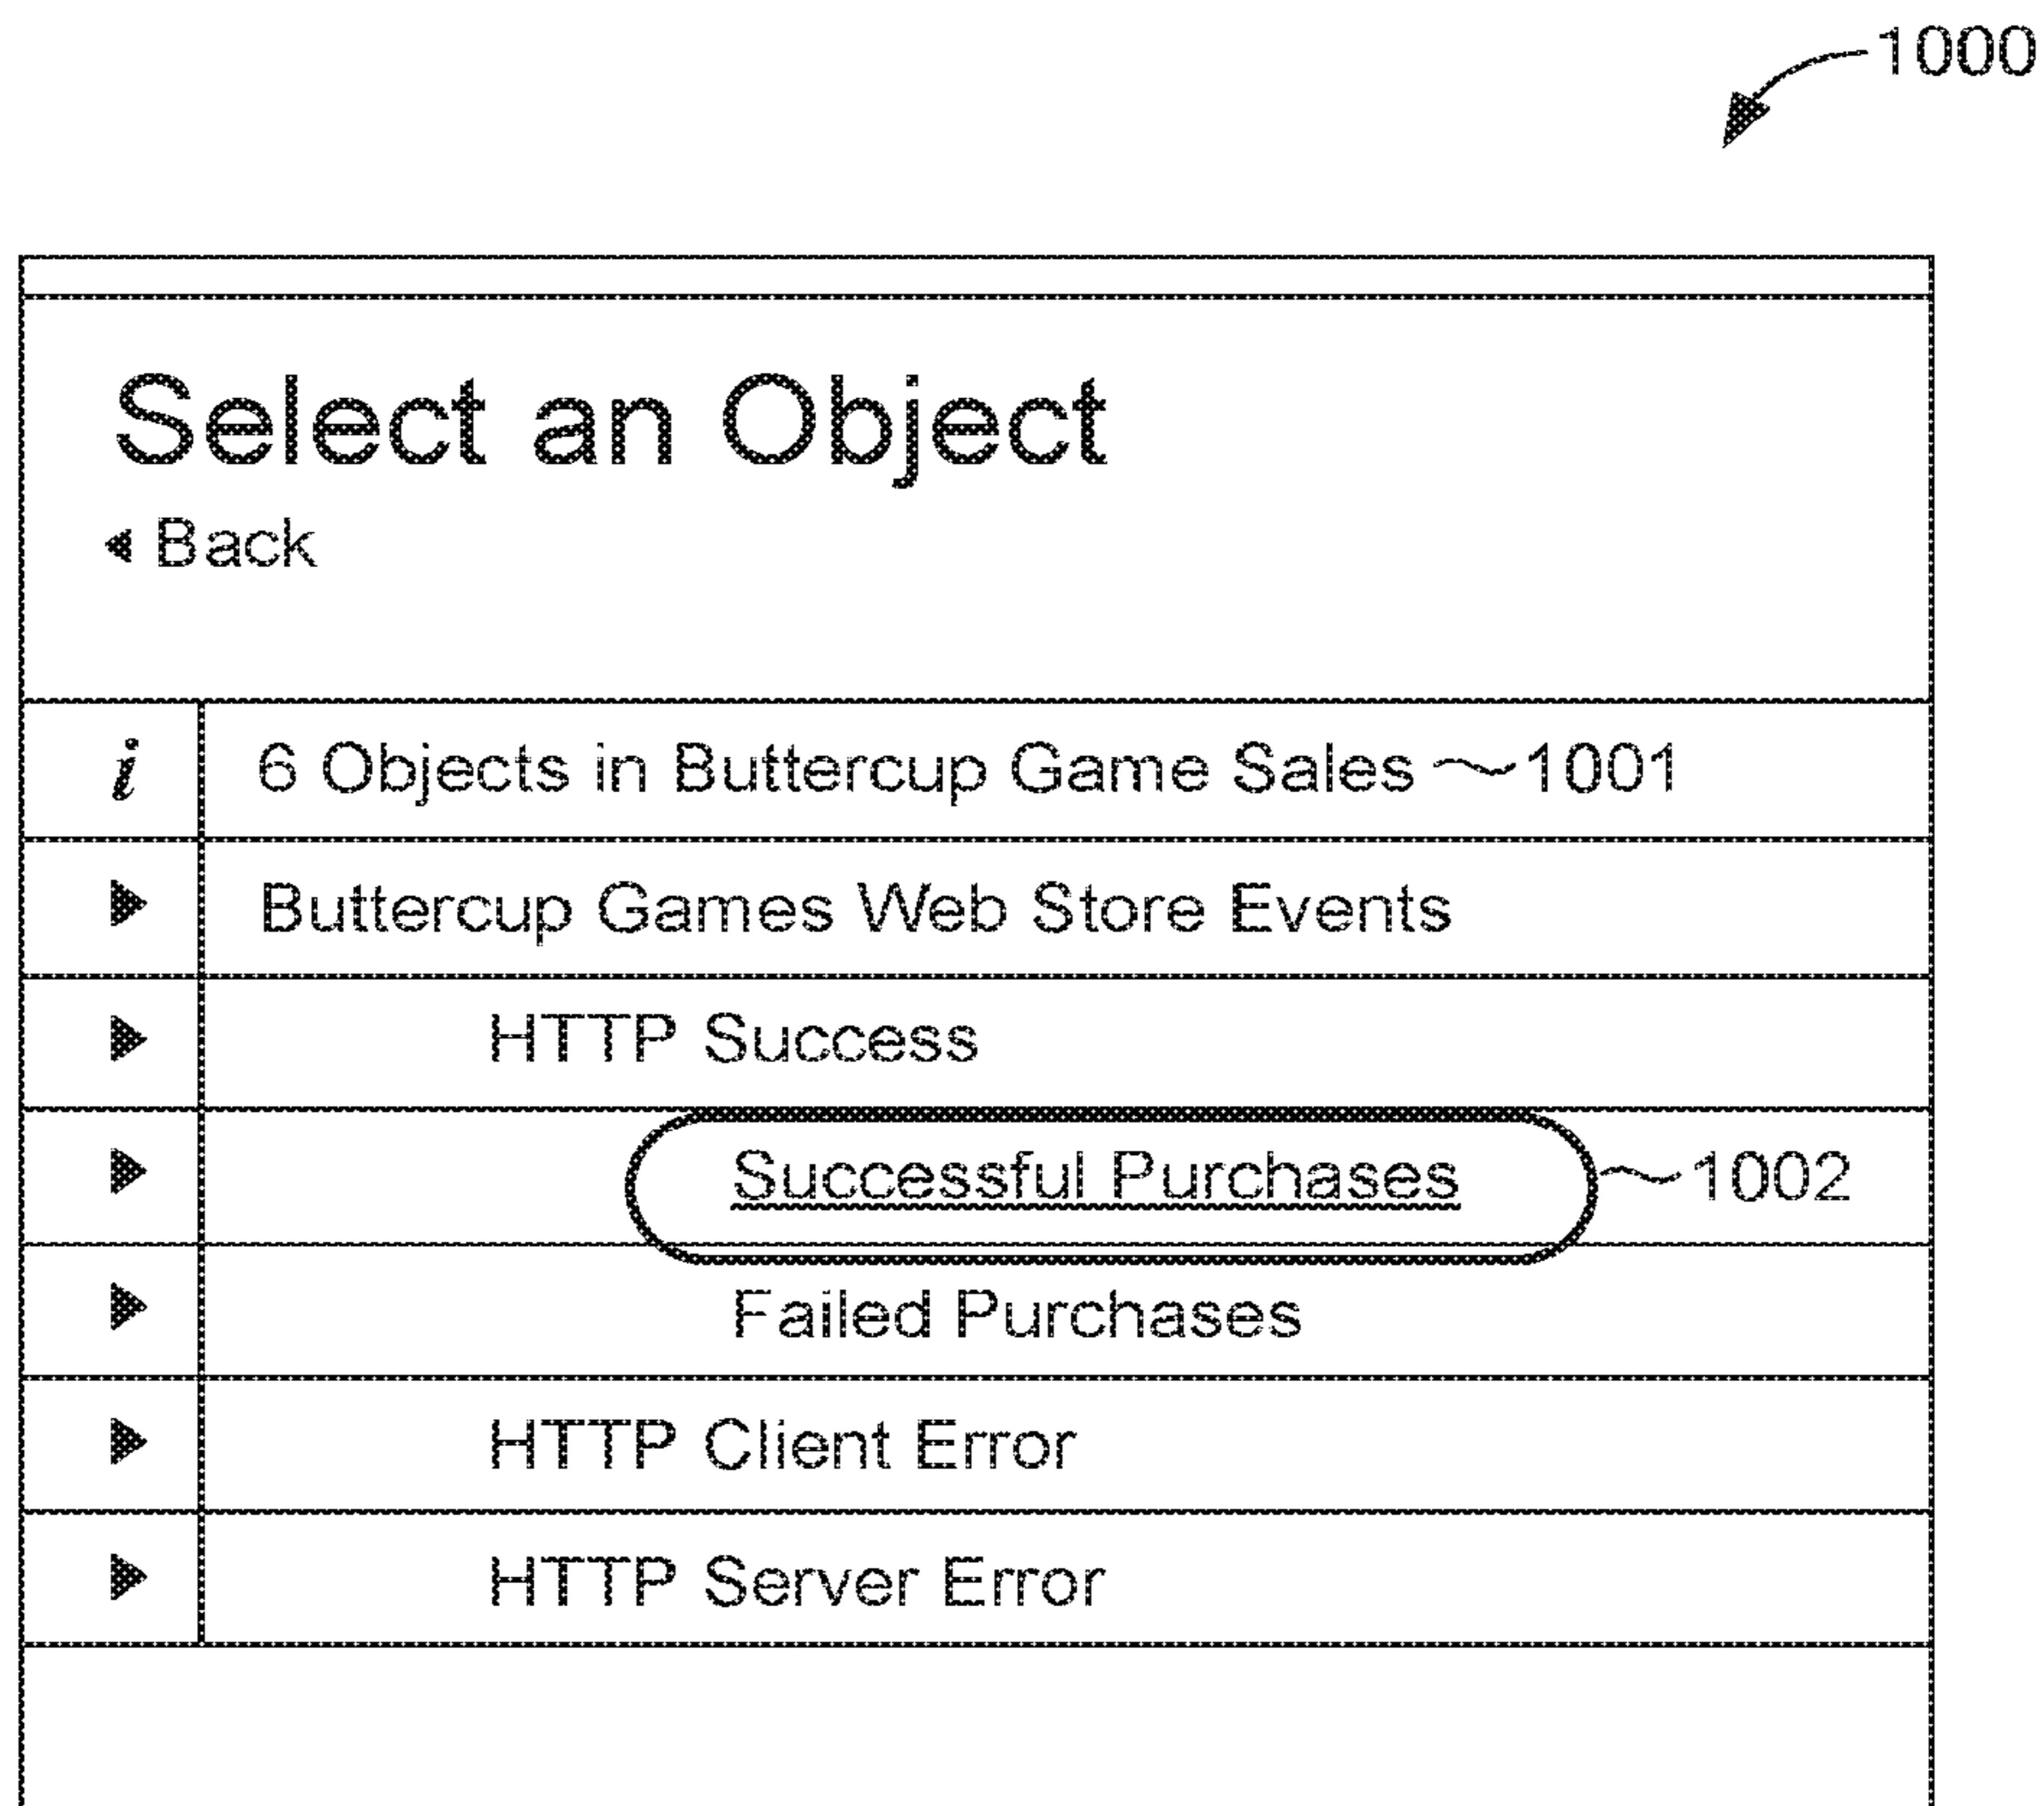 1000
Select an Object
Back
i 6 Objects in Buttercup Game Sales 1001
Buttercup Games Web Store Events
HTTP Success
Successful Purchases 1002
Failed Purchases
HTTP Client Error
HTTP Server Error